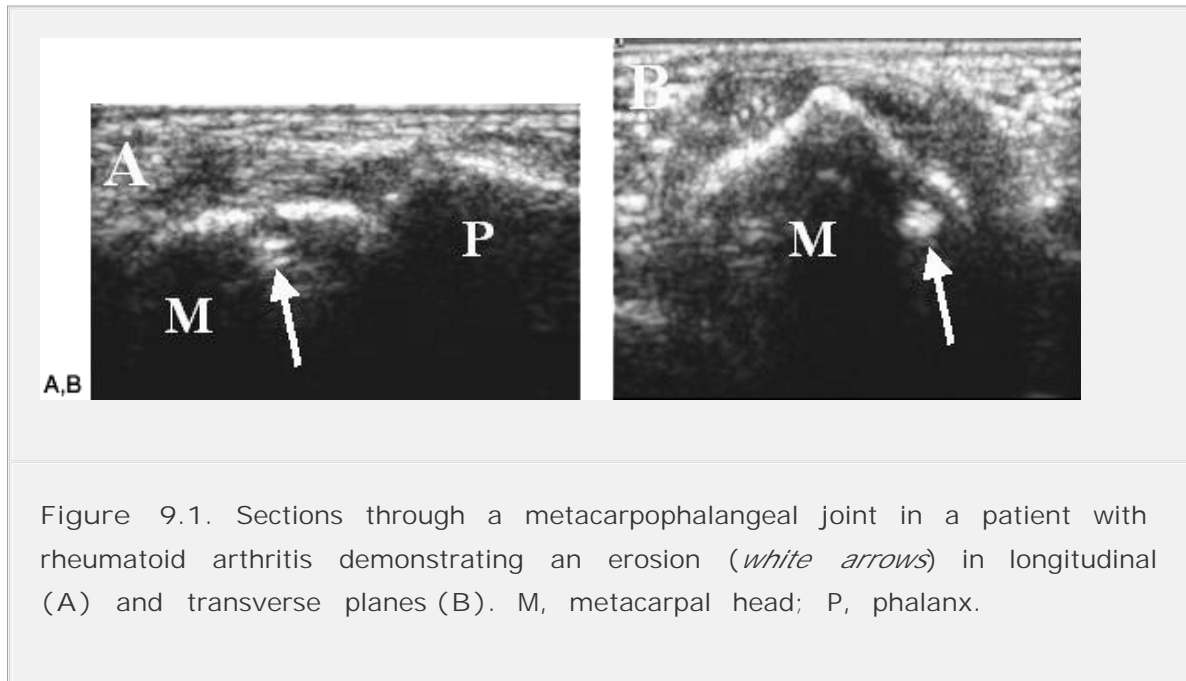 A
P
M
A,B
B
M
Figure 9.1. Sections through a metacarpophalangeal joint in a patient with
rheumatoid arthritis demonstrating an erosion (white arrows) in longitudinal
(A) and transverse planes (B). M, metacarpal head; P, phalanx.